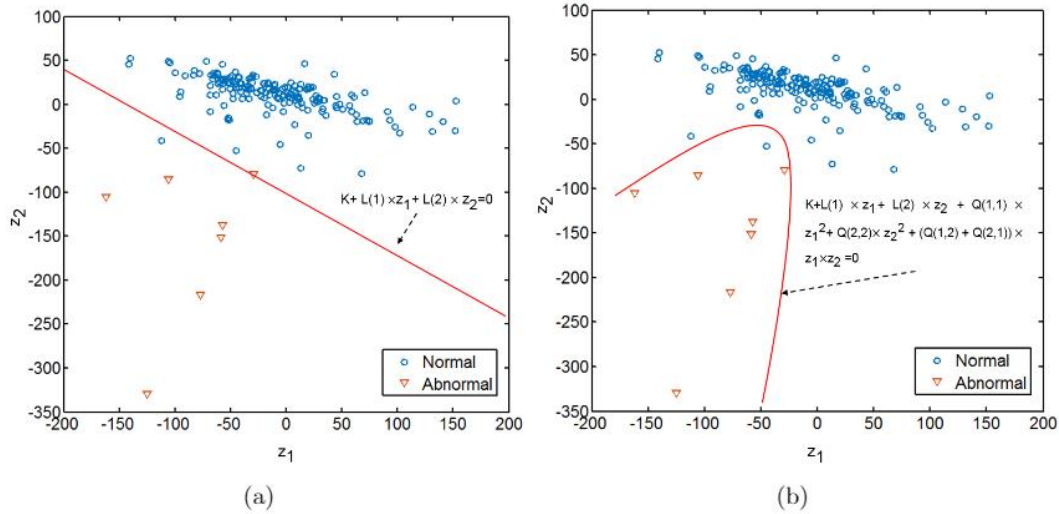 100
50
0
-50
-100
-150
-200
-250
-300
-350
-200 -150 -100 -50 0 50 100 150 200
z2
z1
K+ L(1) ×z1+ L(2) × z2=0
Normal
Abnormal
(a)
100
50
0
-50
-100
-150
-200
-250
-300
-350
-200 -150 -100 -50 0 50 100 150 200
z2
z1
K+L(1) × z1+ L(2) × z2 + Q(1,1) ×
z1²+ Q(2,2)× z2² + (Q(1,2) + Q(2,1)) ×
z1×z2 =0
Normal
Abnormal
(b)